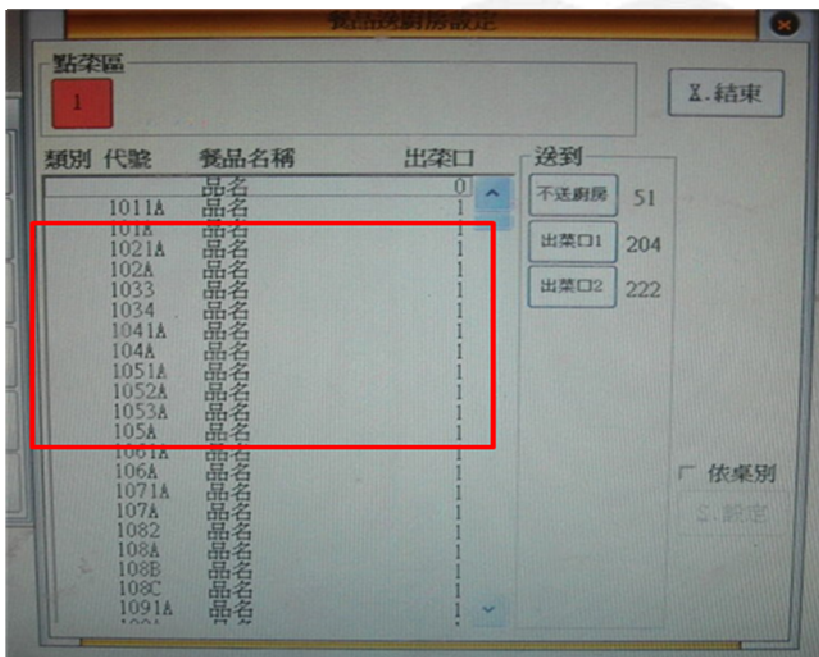 餐品送廚房設定
點菜區
1
X.結束
類別 代號 餐品名稱 出菜口
品名 0
1011A 品名 1
101A 品名 1
1021A 品名 1
102A 品名 1
1033 品名 1
1034 品名 1
1041A 品名 1
104A 品名 1
1051A 品名 1
1052A 品名 1
1053A 品名 1
105A 品名 1
1061A 品名 1
106A 品名 1
1071A 品名 1
107A 品名 1
1082 品名 1
108A 品名 1
108B 品名 1
108C 品名 1
1091A 品名 1
送到
不送廚房 51
出菜口1 204
出菜口2 222
依桌別
S.設定